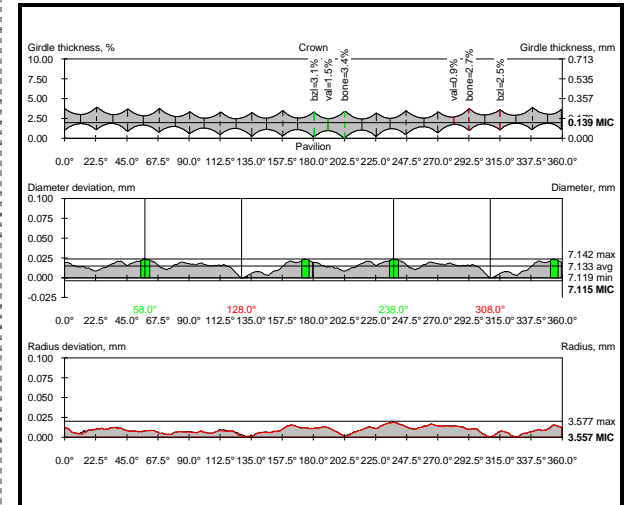 Girdle thickness, % Crown Girdle thickness, mm
10.00 0.713
7.50 0.535
5.00 0.357
2.50
0.00 0.139 MIC
0.000
bzl=3.1%
val=1.5%
bone=3.4%
val=0.9%
bone=2.7%
bzl=2.5%
Pavilion
0.0° 22.5° 45.0° 67.5° 90.0° 112.5° 135.0° 157.5° 180.0° 202.5° 225.0° 247.5° 270.0° 292.5° 315.0° 337.5° 360.0°
Diameter deviation, mm Diameter, mm
0.100
0.075
0.050
0.025 7.142 max
7.133 avg
0.000 7.119 min
-0.025 7.115 MIC
58.0° 128.0° 238.0° 308.0°
0.0° 22.5° 45.0° 67.5° 90.0° 112.5° 135.0° 157.5° 180.0° 202.5° 225.0° 247.5° 270.0° 292.5° 315.0° 337.5° 360.0°
Radius deviation, mm Radius, mm
0.100
0.075
0.050
0.025 3.577 max
0.000 3.557 MIC
0.0° 22.5° 45.0° 67.5° 90.0° 112.5° 135.0° 157.5° 180.0° 202.5° 225.0° 247.5° 270.0° 292.5° 315.0° 337.5° 360.0°